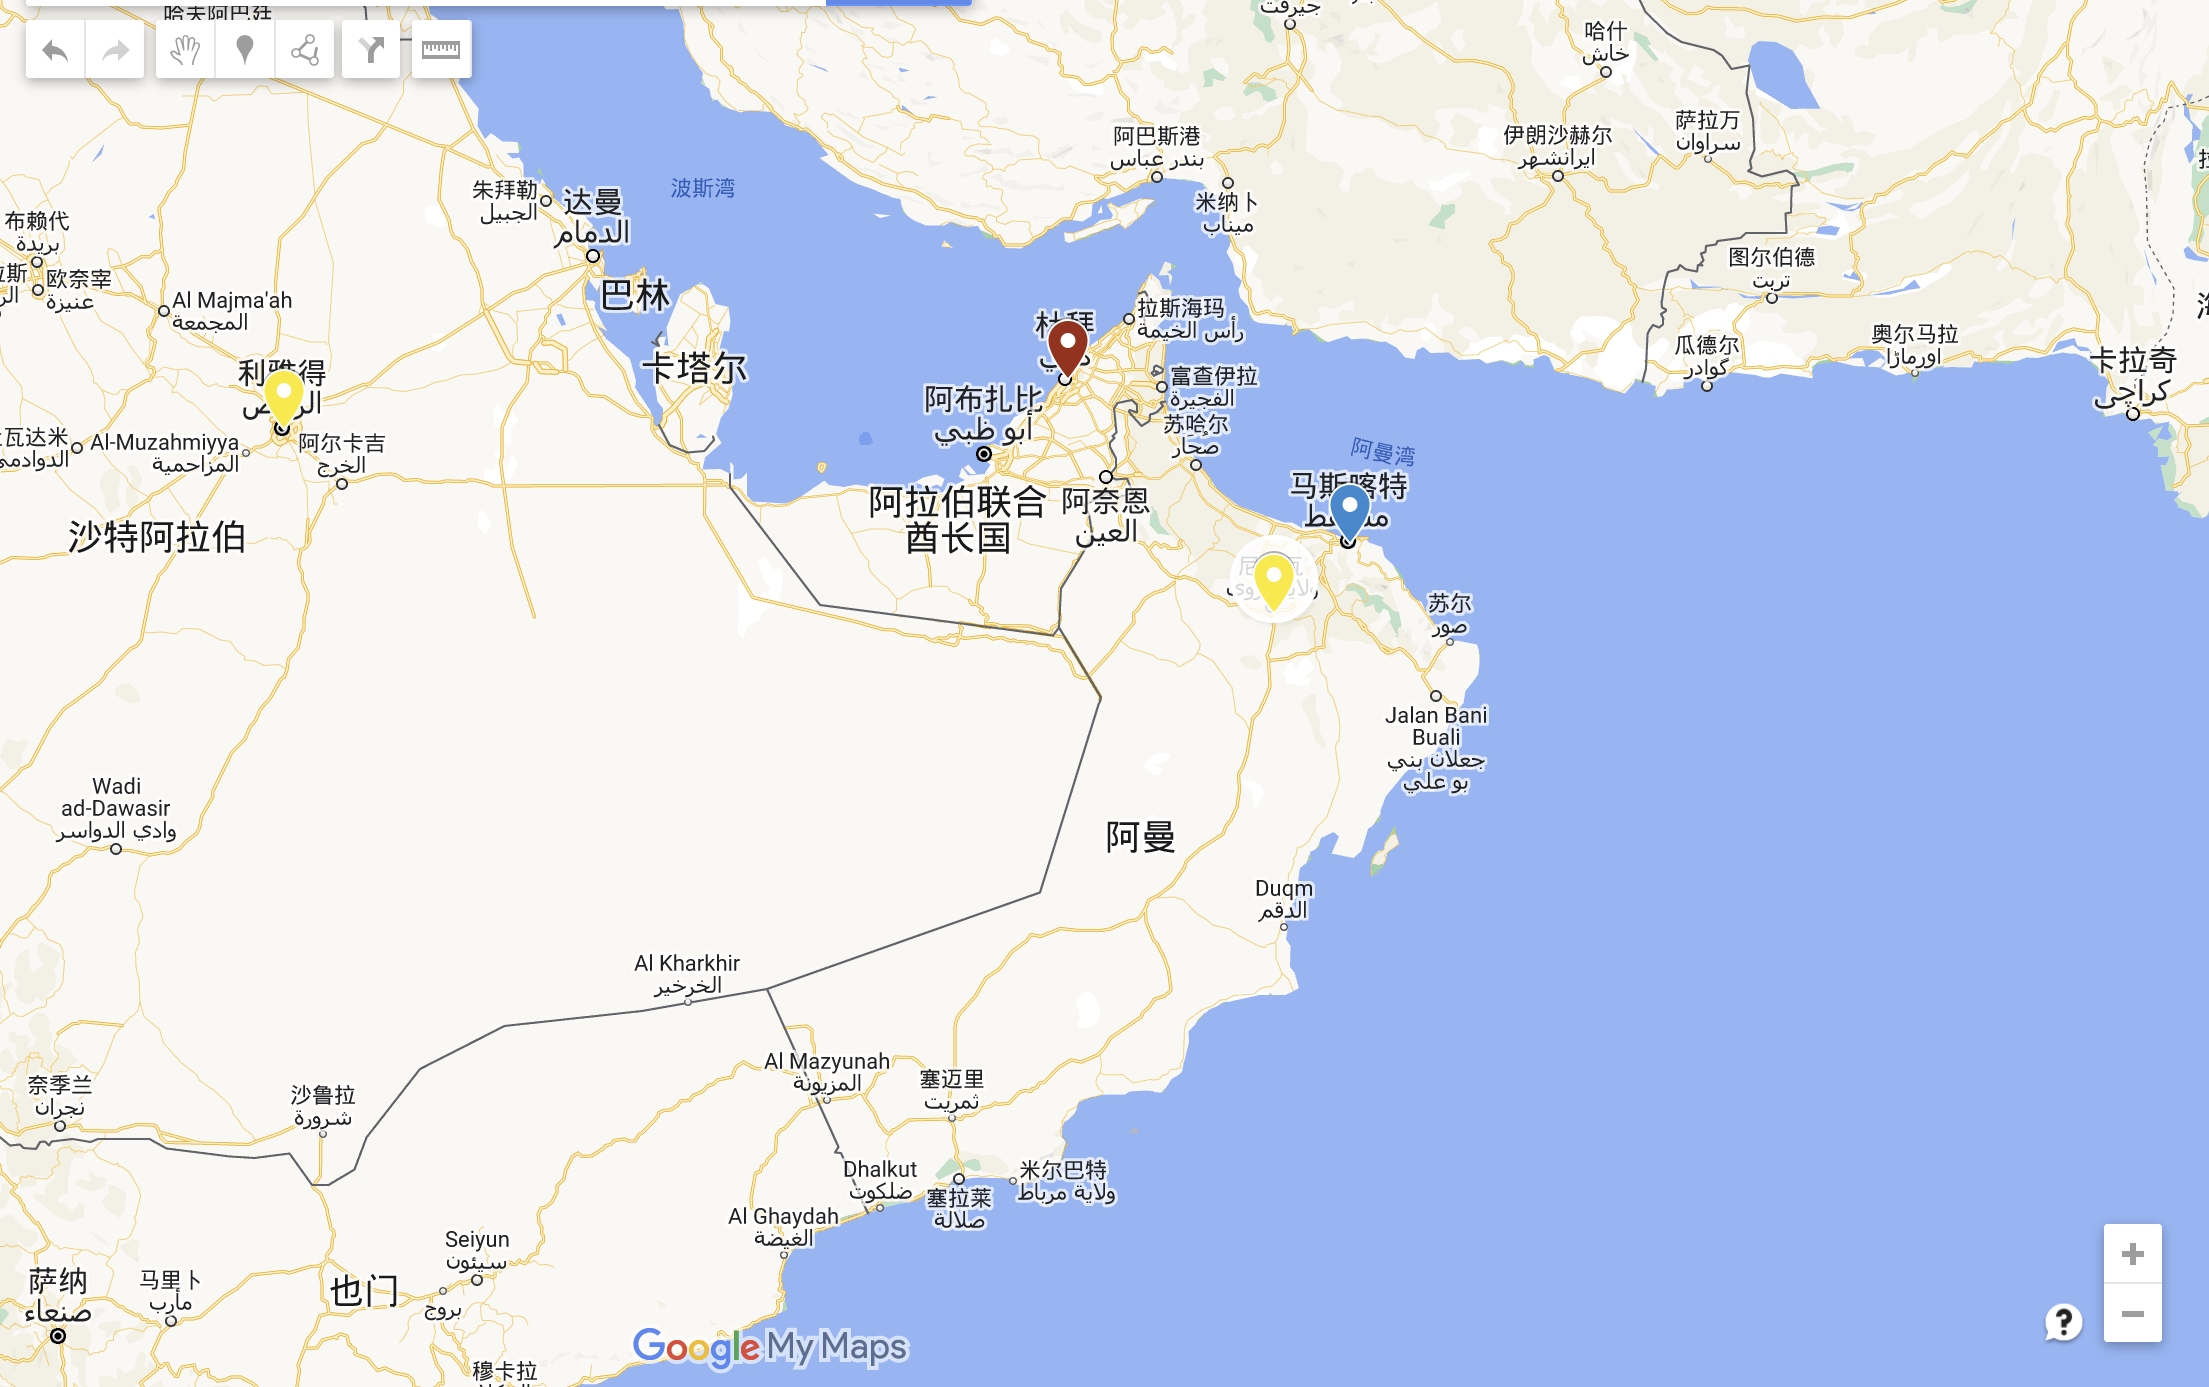 哈夫阿巴廷
جيرفت
哈什
خاش
阿巴斯港
بندر عباس
伊朗沙赫尔
ايرانشهر
萨拉万
سراوان
朱拜勒
الجبيل
达曼
الدمام
波斯湾
米纳卜
ميناب
布赖代
بريدة
欧奈宰
عنيزة
Al Majma'ah
المجمعة
巴林
图尔伯德
تربت
拉斯海玛
رأس الخيمة
利雅得
卡塔尔
瓜德尔
گوادر
奥尔马拉
اورماڑا
卡拉奇
کراچی
富查伊拉
الفجيرة
阿布扎比
أبو ظبي
苏哈尔
صحار
阿曼湾
瓦达米
الدوادمي
Al-Muzahmiyya
المزاحمية
阿尔卡吉
الخرج
马斯喀特
阿拉伯联合
酋长国
阿奈恩
العين
沙特阿拉伯
苏尔
صور
Jalan Bani
Buali
جعلان بني
بو علي
Wadi
ad-Dawasir
وادي الدواسر
阿曼
Duqm
الدقم
Al Kharkhir
الخرخير
Al Mazyunah
المزيونة
塞迈里
ثمريت
奈季兰
نجران
沙鲁拉
شرورة
Dhalkut
ضلكوت
塞拉莱
صلالة
米尔巴特
ولاية مرباط
Al Ghaydah
الغيضة
Seiyun
سيئون
萨纳
صنعاء
马里卜
مأرب
也门
بروج
穆卡拉
Google My Maps